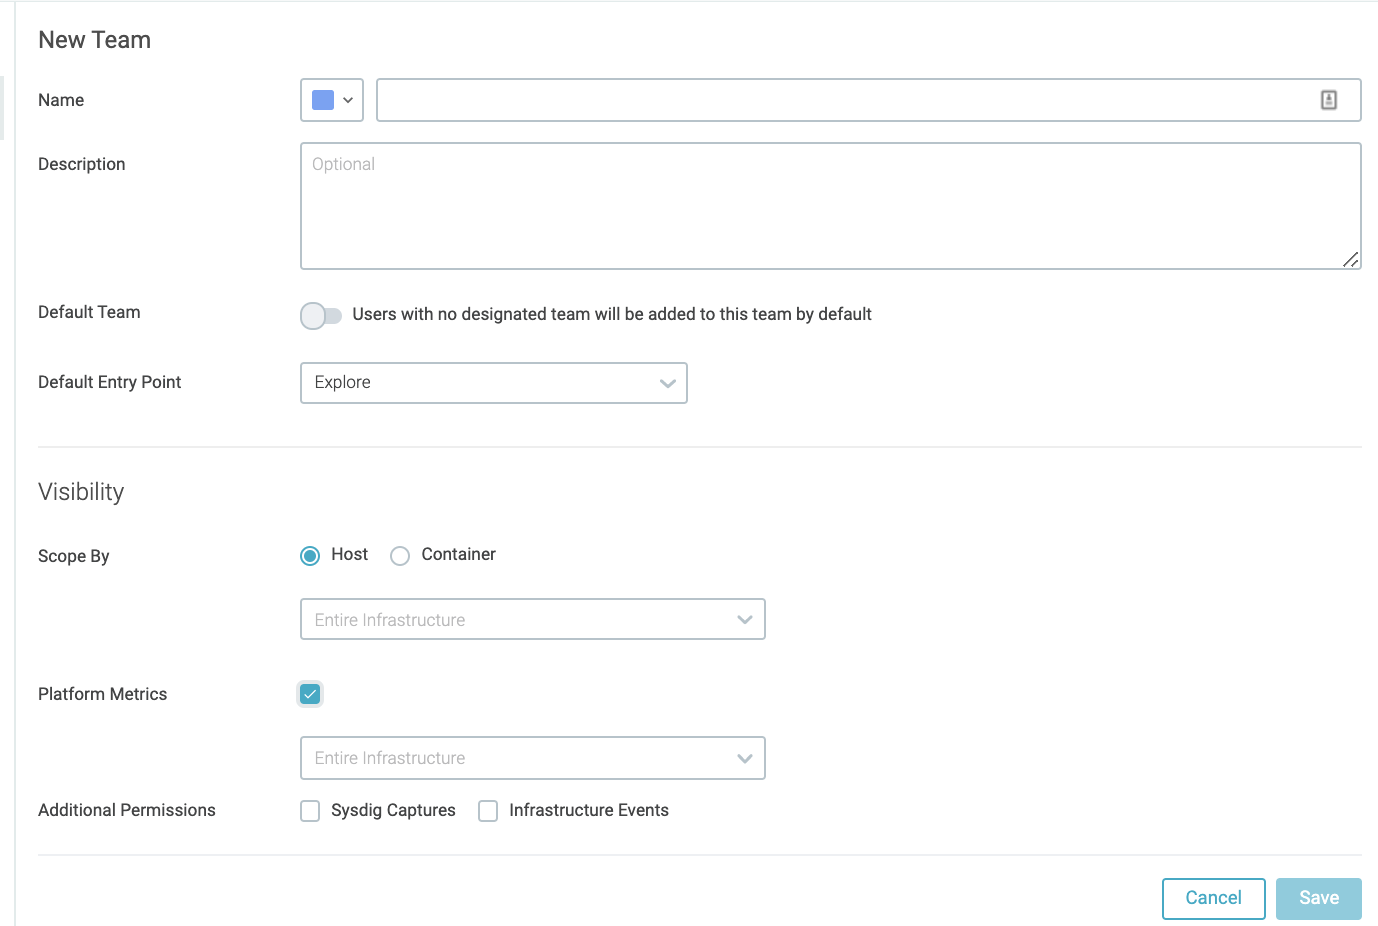 New Team
Name
Description
Optional
Default Team
Users with no designated team will be added to this team by default
Default Entry Point
Explore
Visibility
Scope By
Host
Container
Entire Infrastructure
Platform Metrics
Entire Infrastructure
Additional Permissions
Sysdig Captures
Infrastructure Events
Cancel
Save